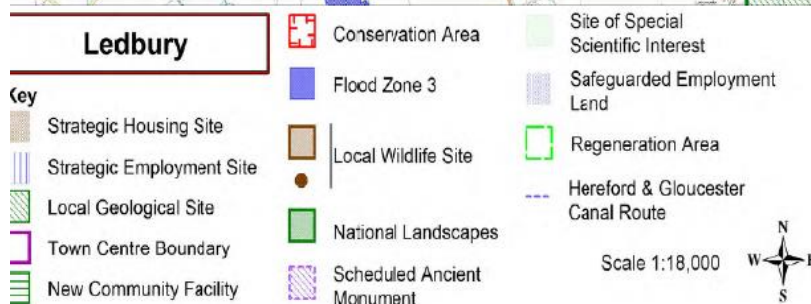 Ledbury
Key
Strategic Housing Site
Strategic Employment Site
Local Geological Site
Town Centre Boundary
New Community Facility
Conservation Area
Flood Zone 3
Local Wildlife Site
National Landscapes
Scheduled Ancient
Monument
Site of Special
Scientific Interest
Safeguarded Employment
Land
Regeneration Area
Hereford & Gloucester
Canal Route
Scale 1:18,000
N
W
S